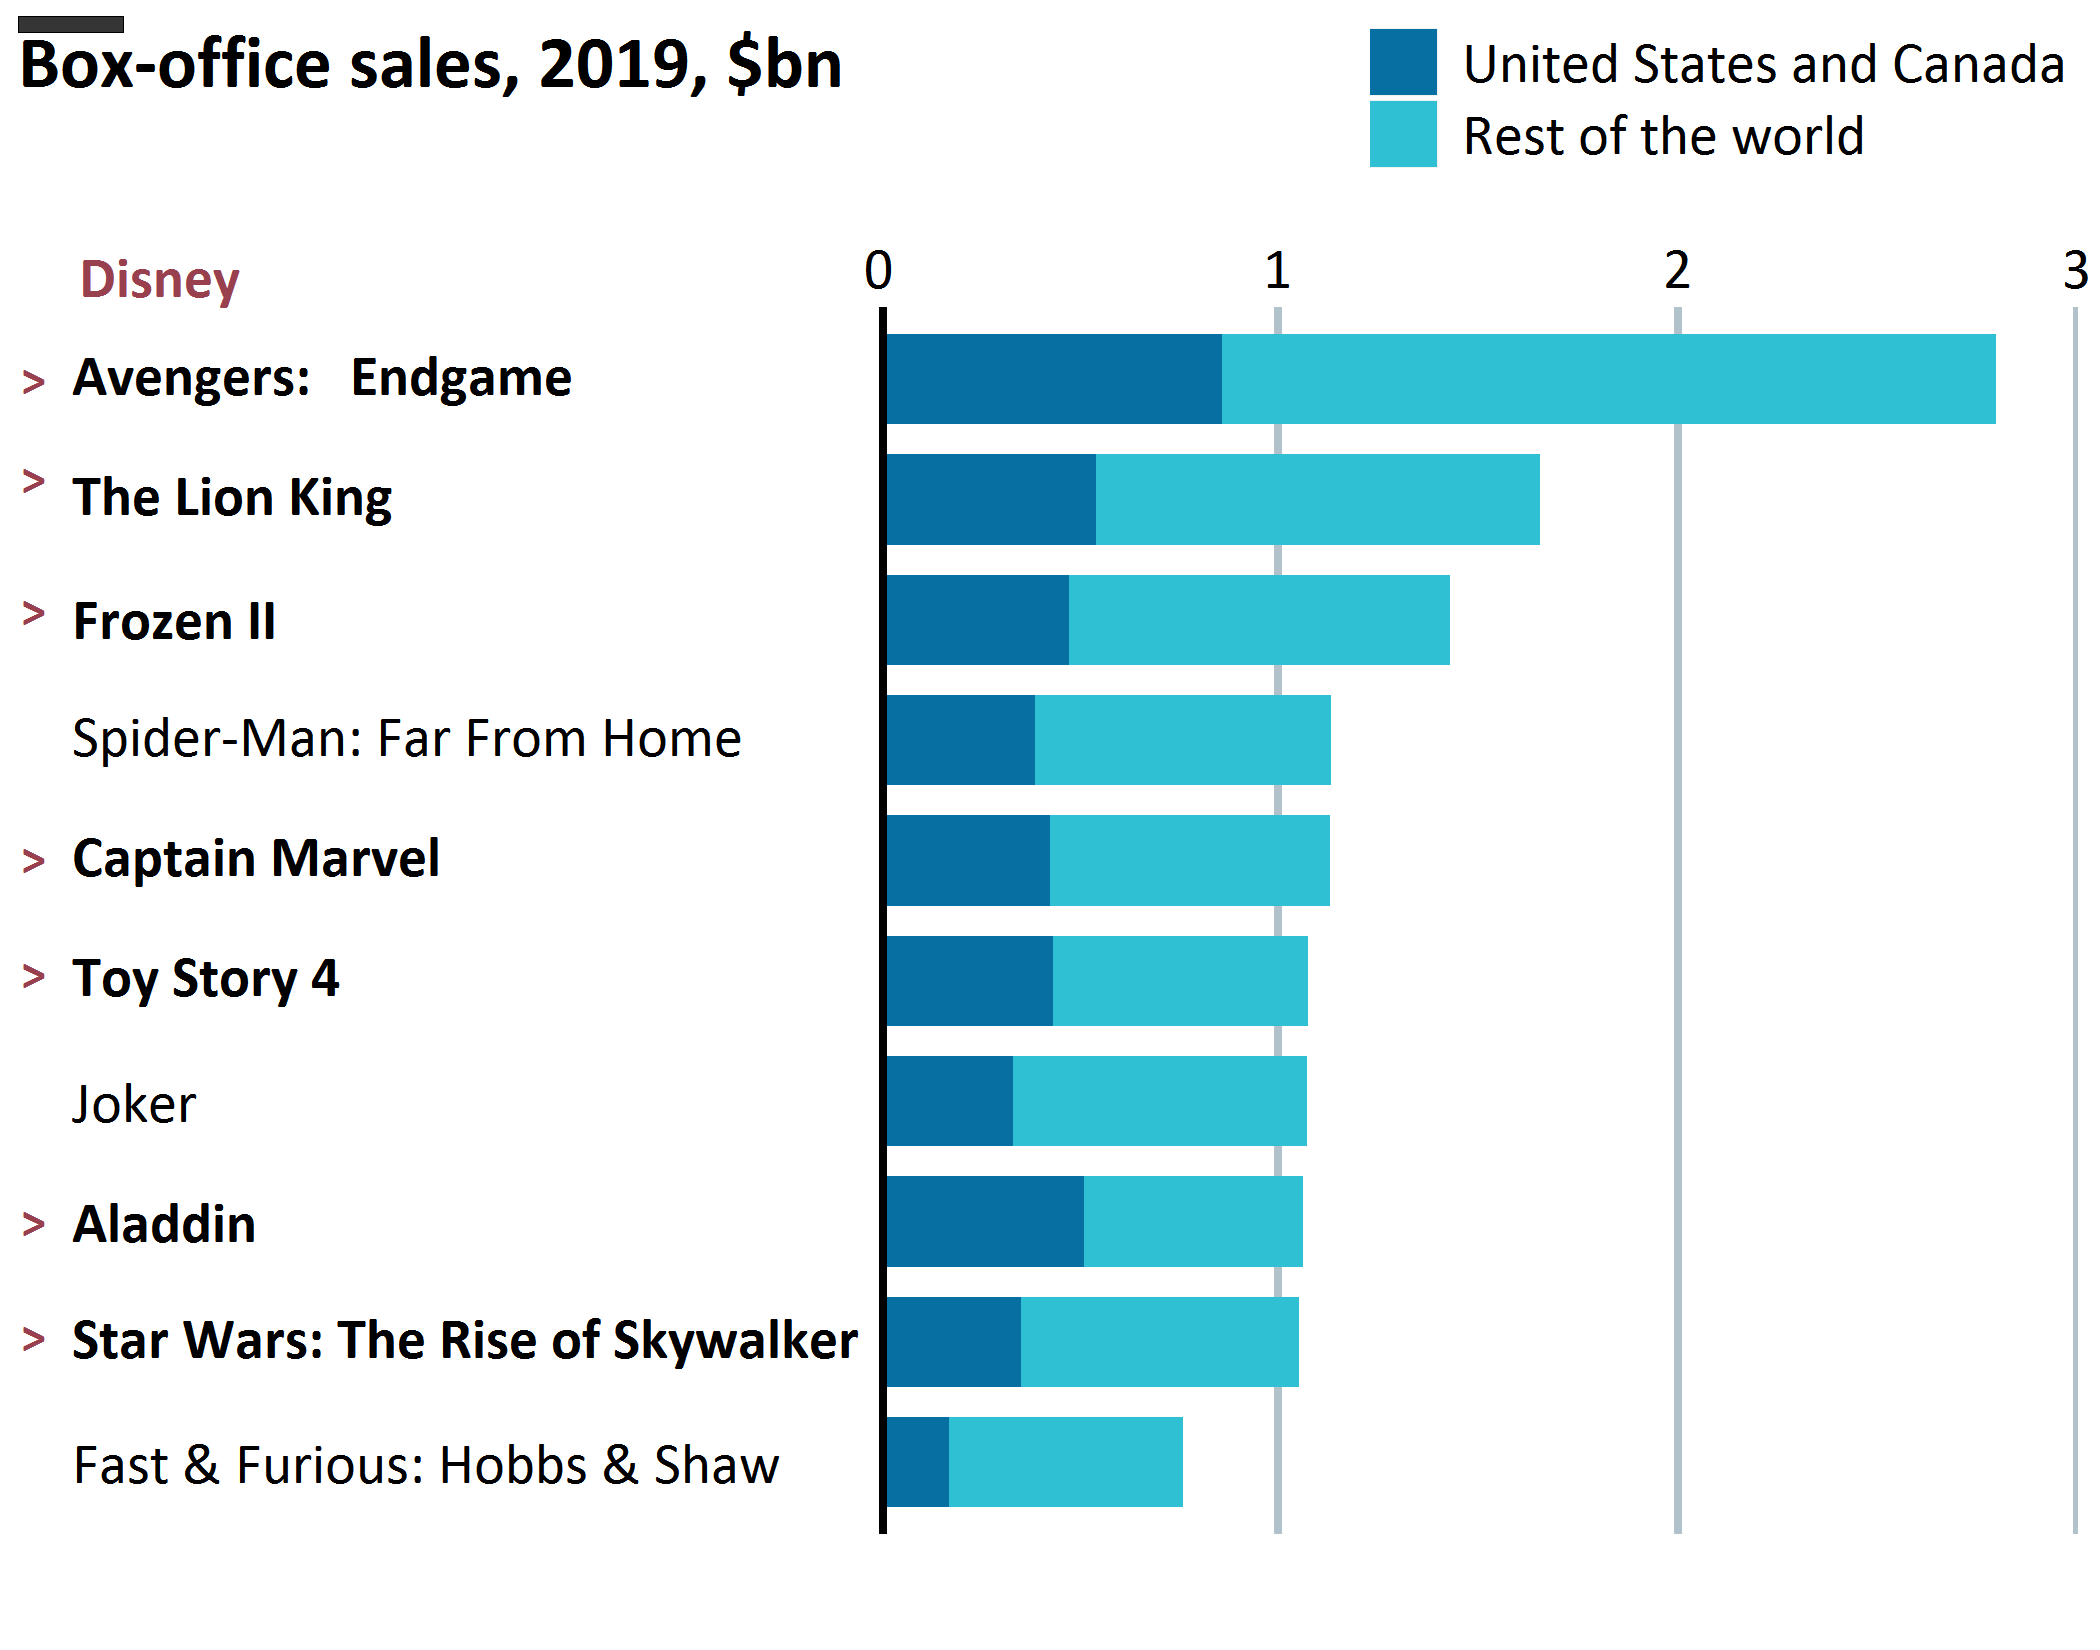 Box-office sales, 2019, $bn
United States and Canada
Rest of the world
Disney
0 1 2 3
> Avengers: Endgame
> The Lion King
> Frozen II
Spider-Man: Far From Home
> Captain Marvel
> Toy Story 4
Joker
> Aladdin
> Star Wars: The Rise of Skywalker
Fast & Furious: Hobbs & Shaw